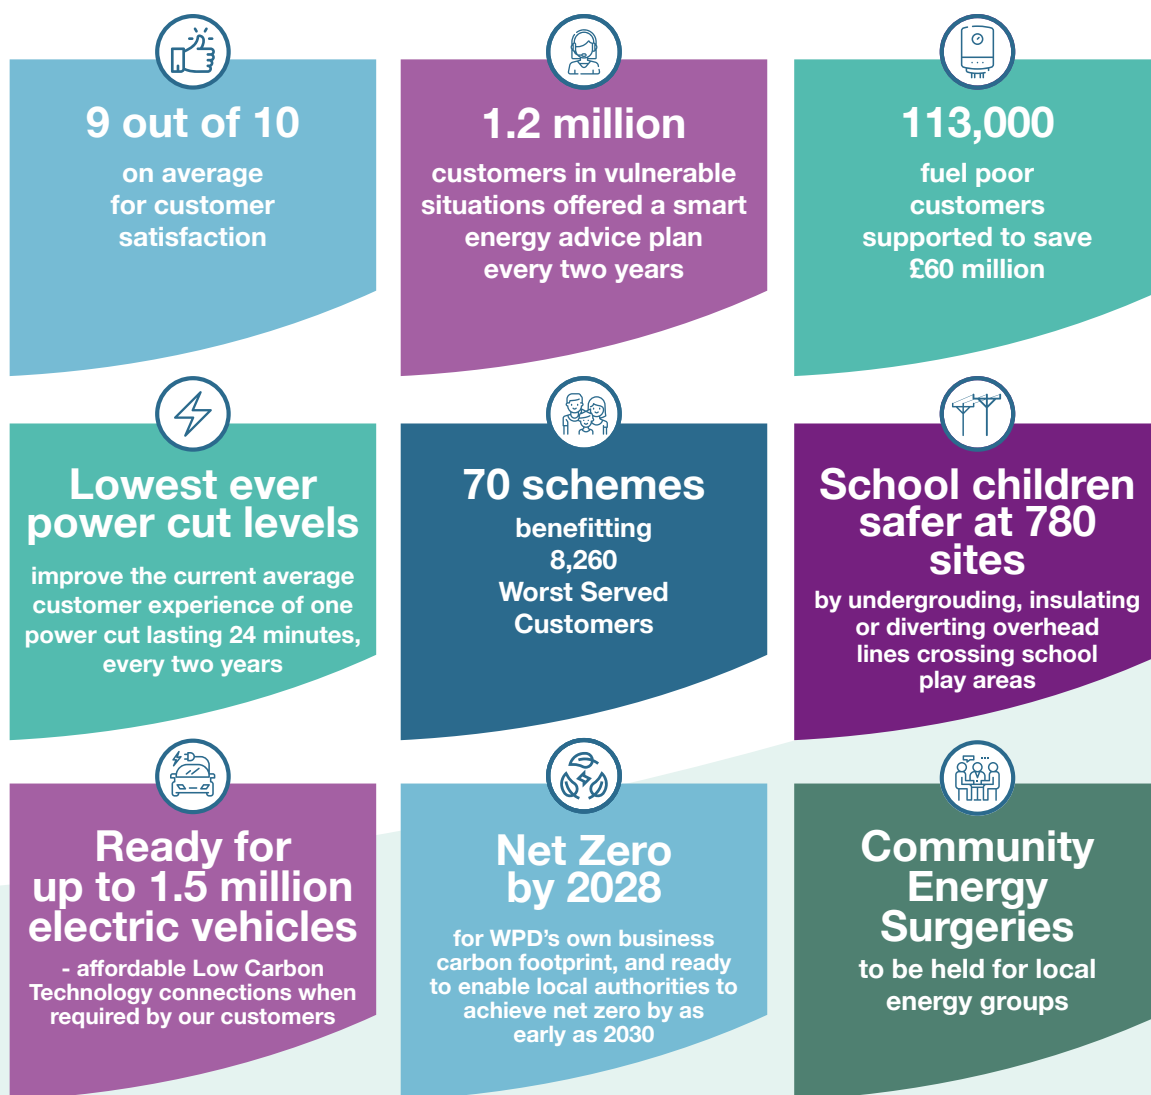 9 out of 10
on average
for customer
satisfaction
1.2 million
customers in vulnerable
situations offered a smart
energy advice plan
every two years
113,000
fuel poor
customers
supported to save
£60 million
Lowest ever
power cut levels
improve the current average
customer experience of one
power cut lasting 24 minutes,
every two years
70 schemes
benefitting
8,260
Worst Served
Customers
School children
safer at 780
sites
by undergrouding, insulating
or diverting overhead
lines crossing school
play areas
Ready for
up to 1.5 million
electric vehicles
- affordable Low Carbon
Technology connections when
required by our customers
Net Zero
by 2028
for WPD’s own business
carbon footprint, and ready
to enable local authorities to
achieve net zero by as
early as 2030
Community
Energy
Surgeries
to be held for local
energy groups